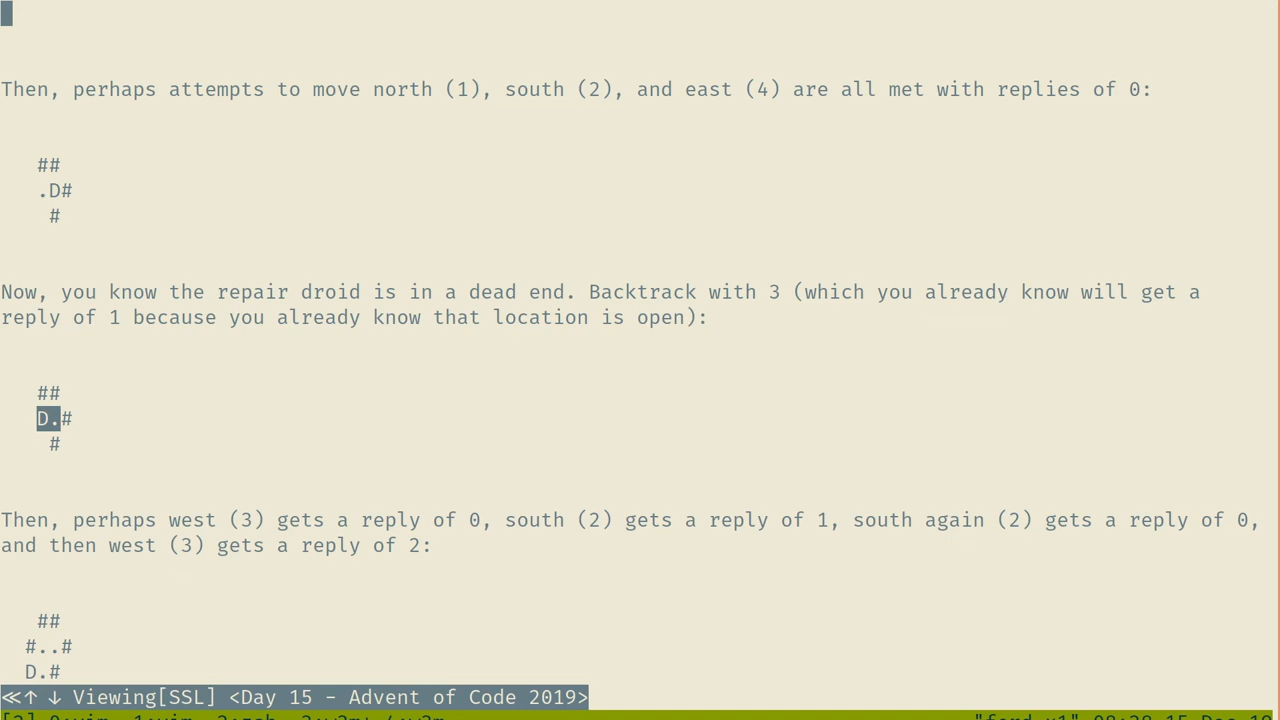 Then, perhaps attempts to move north (1), south (2), and east (4) are all met with replies of 0:
##
.D#
#
Now, you know the repair droid is in a dead end. Backtrack with 3 (which you already know will get a
reply of 1 because you already know that location is open):
##
D.#
#
Then, perhaps west (3) gets a reply of 0, south (2) gets a reply of 1, south again (2) gets a reply of 0,
and then west (3) gets a reply of 2:
##
#..#
D.#
≪↑ ↓ Viewing[SSL] <Day 15 - Advent of Code 2019>